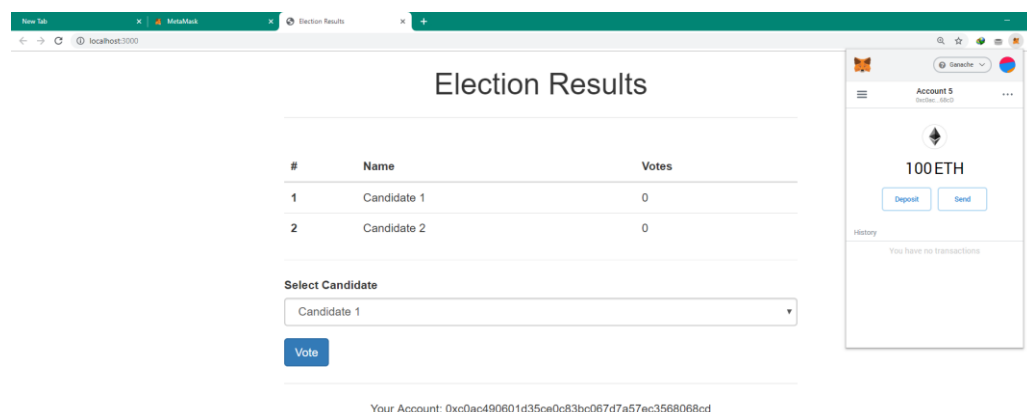 New Tab
MetaMask
Election Results
localhost:3000
Election Results
# Name Votes
1 Candidate 1 0
2 Candidate 2 0
Select Candidate
Candidate 1
Vote
Your Account: 0xc0ac490601d35ce0c83bc067d7a57ec3568068cd
Ganache
Account 5
100 ETH
Deposit Send
History
You have no transactions